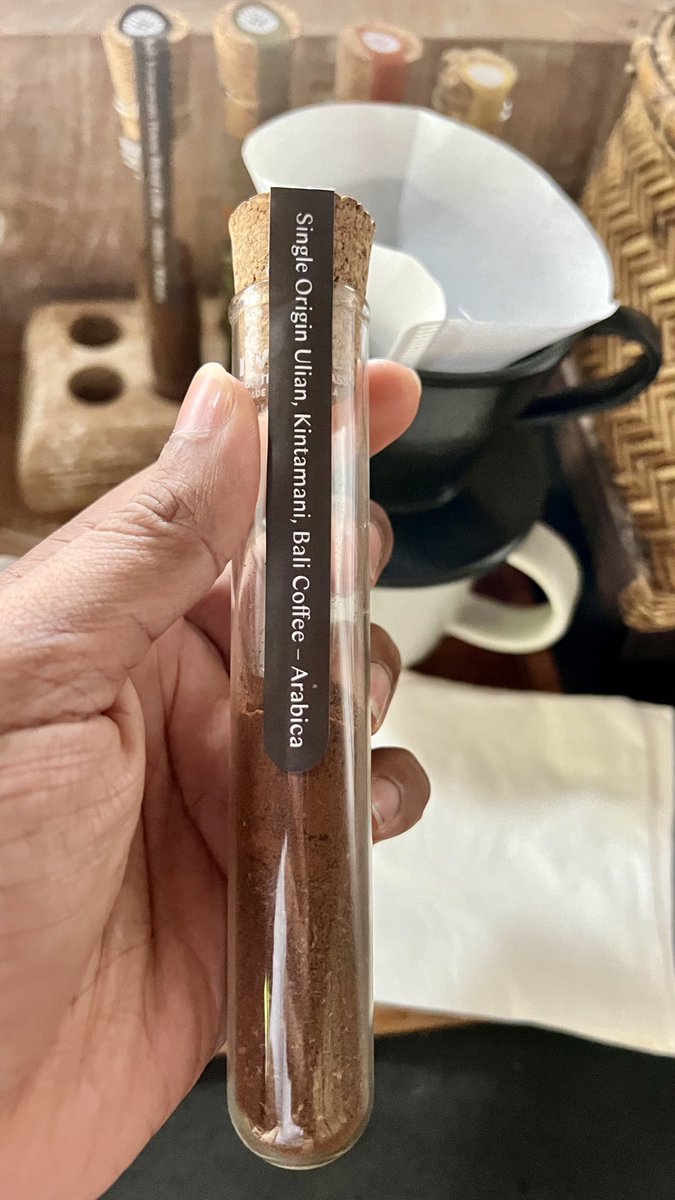 Single Origin Ulian, Kintamani, Bali Coffee – Arabica